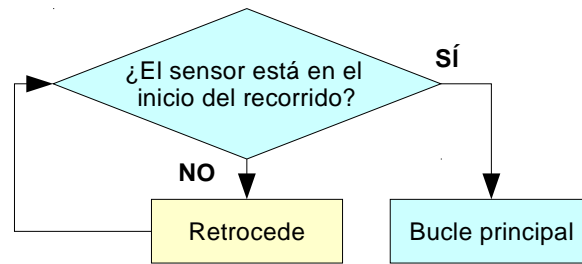 ¿El sensor está en el
inicio del recorrido?
SÍ
NO
Retrocede
Bucle principal